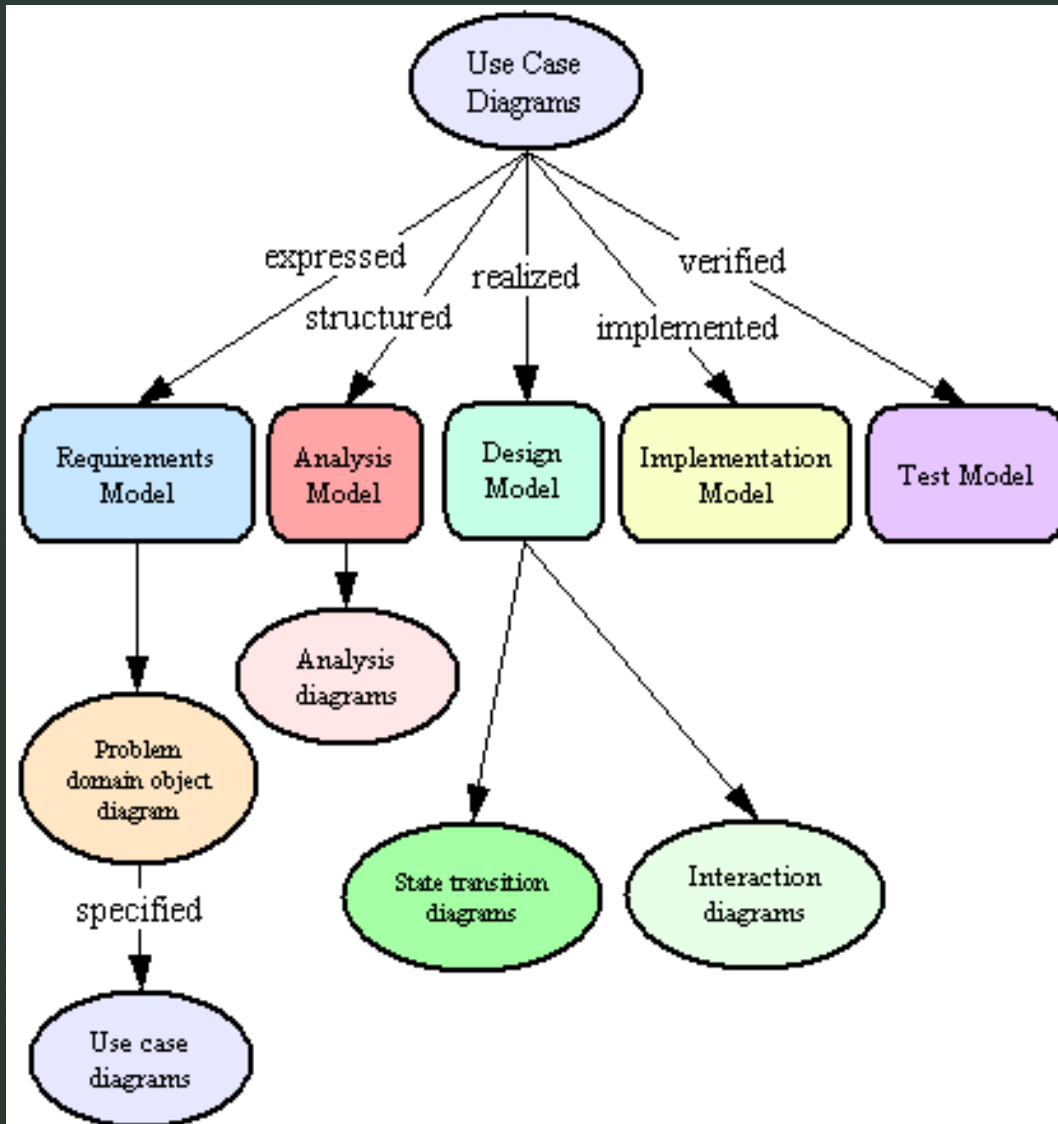 Use Case
Diagrams
expressed
structured
realized
implemented
verified
Requirements
Model
Analysis
Model
Design
Model
Implementation
Model
Test Model
Analysis
diagrams
Problem
domain object
diagram
State transition
diagrams
Interaction
diagrams
specified
Use case
diagrams